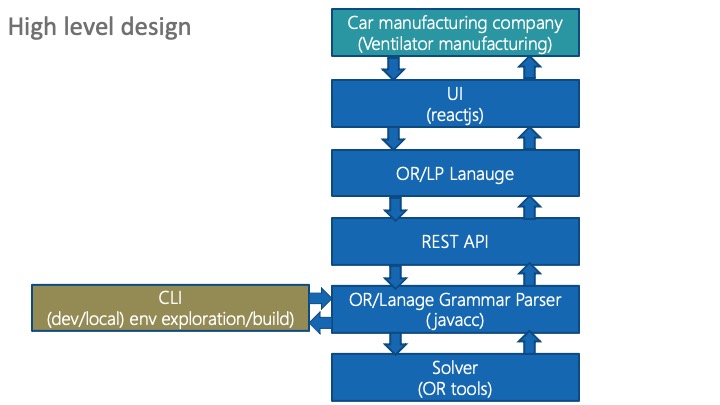 High level design
Car manufacturing company
(Ventilator manufacturing)
UI
(reactjs)
OR/LP Lanauge
REST API
CLI
(dev/local) env exploration/build)
OR/Lanage Grammar Parser
(javacc)
Solver
(OR tools)